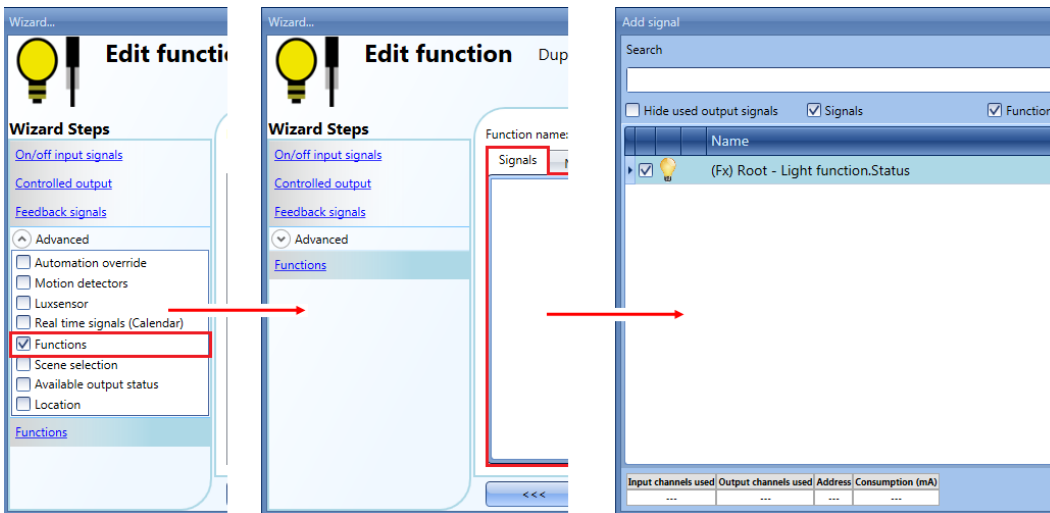 Wizard...
Edit functi
Wizard Steps
On/off input signals
Controlled output
Feedback signals
Advanced
Automation override
Motion detectors
Luxsensor
Real time signals (Calendar)
Functions
Scene selection
Available output status
Location
Functions
Wizard...
Edit function Dup
Wizard Steps
On/off input signals
Controlled output
Feedback signals
Advanced
Functions
Function name:
Signals
<<<
Add signal
Search
Hide used output signals Signals Function
Name
(Fx) Root - Light function.Status
Input channels used Output channels used Address Consumption (mA)
--- --- --- ---